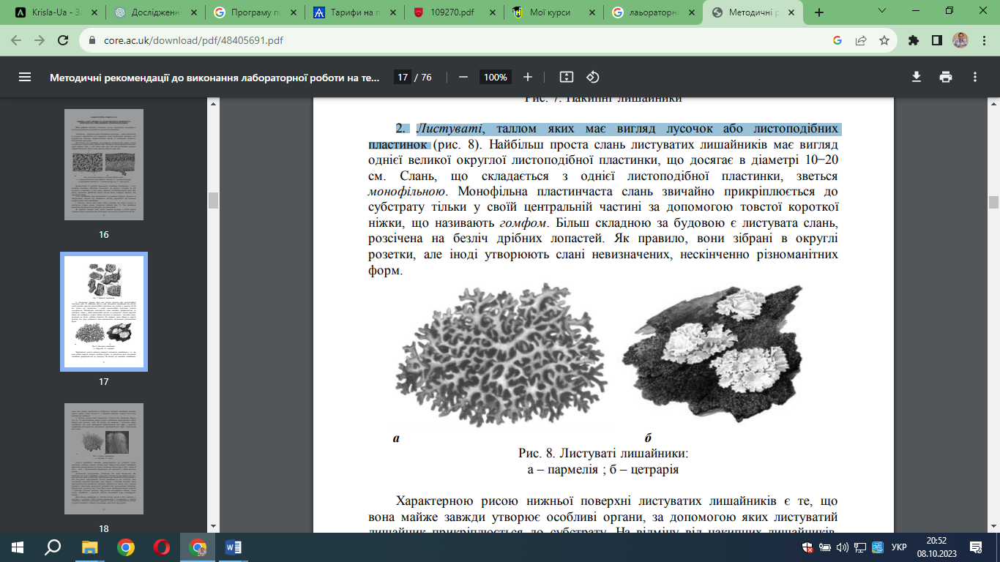 Krisla-Ua - З
Дослідженн
Програму п
Тарифи на п
109270.pdf
Мої курси
лаьораторна
Методичні р
core.ac.uk/download/pdf/48405691.pdf
Методичні рекомендації до виконання лабораторної роботи на те...
17 / 76
100%
16
17
18
Рис. 7. Накипні лишайники
2. Листуваті, таллом яких має вигляд лусочок або листоподібних
пластинок (рис. 8). Найбільш проста слань листуватих лишайників має вигляд
однієї великої округлої листоподібної пластинки, що досягає в діаметрі 10−20
см. Слань, що складається з однієї листоподібної пластинки, зветься
монофільною. Монофільна пластинчаста слань звичайно прикріплюється до
субстрату тільки у своїй центральній частині за допомогою товстої короткої
ніжки, що називають гомфом. Більш складною за будовою є листувата слань,
розсічена на безліч дрібних лопастей. Як правило, вони зібрані в округлі
розетки, але іноді утворюють слані невизначених, нескінченно різноманітних
форм.
а
б
Рис. 8. Листуваті лишайники:
а – пармелія ; б – цетрарія
Характерною рисою нижньої поверхні листуватих лишайників є те, що
вона майже завжди утворює особливі органи, за допомогою яких листуватий
лишайник прикріплюється до субстрату. На відміну від накипних лишайників,
УКР
20:52
08.10.2023